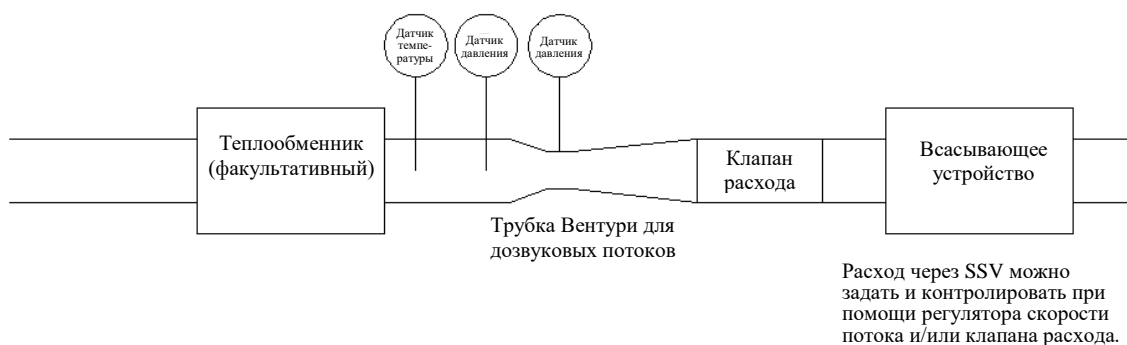 Датчик
темпе-
ратуры
Датчик
давления
Датчик
давления
Теплообменник
(факультативный)
Клапан
расхода
Всасывающее
устройство
Трубка Вентури для
дозвуковых потоков
Расход через SSV можно
задать и контролировать при
помощи регулятора скорости
потока и/или клапана расхода.